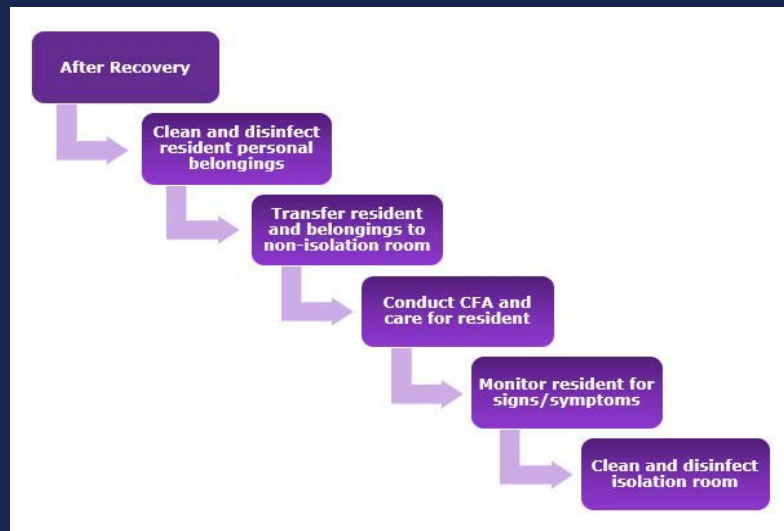 After Recovery
Clean and disinfect
resident personal
belongings
Transfer resident
and belongings to
non-isolation room
Conduct CFA and
care for resident
Monitor resident for
signs/symptoms
Clean and disinfect
isolation room